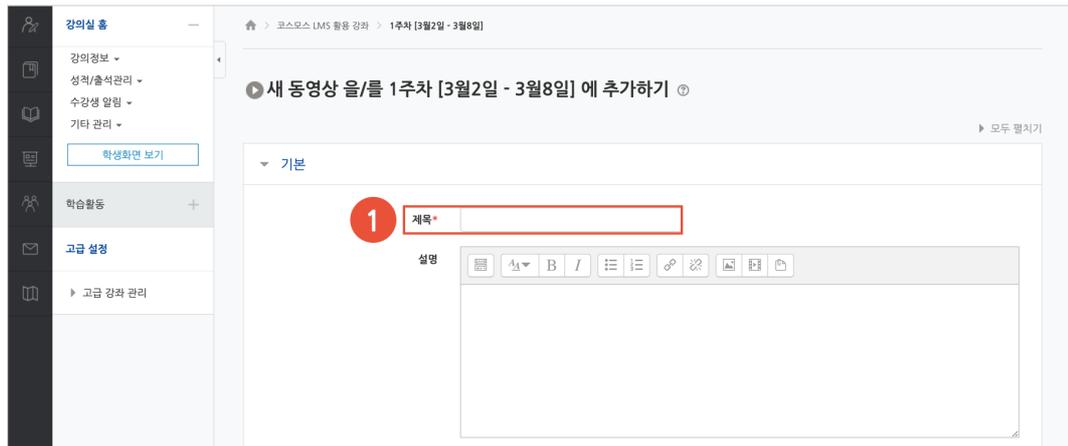 강의실 홈
강의정보
성적/출석관리
수강생 알림
기타 관리
학생화면 보기
학습활동
고급 설정
고급 강좌 관리
코스모스 LMS 활용 강좌 > 1주차 [3월2일 - 3월8일]
새 동영상 을/를 1주차 [3월2일 - 3월8일] 에 추가하기
모두 펼치기
기본
1 제목*
설명
B I